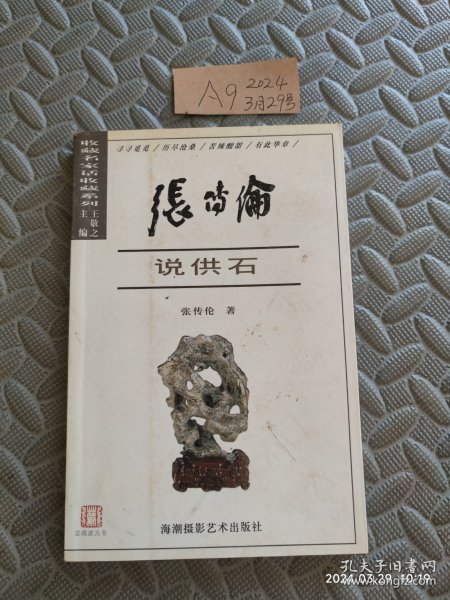 A9 2024
3月29号
寻寻觅觅 / 历尽沧桑 / 苦辣酸甜 / 有此华章 /
收藏名家话收藏系列
王敬之
主编
張傳倫
说供石
张传伦 著
海潮摄影艺术出版社
孔夫子旧书网
2024.03.29 10:19